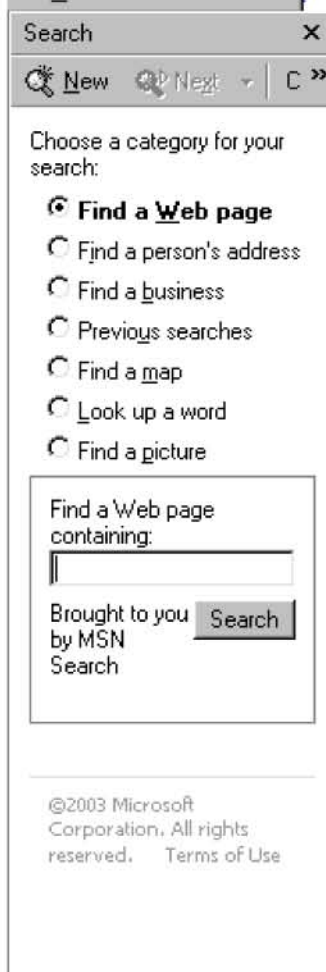 Search ×
New Next C »
Choose a category for your
search:
Find a Web page
Find a person's address
Find a business
Previous searches
Find a map
Look up a word
Find a picture
Find a Web page
containing:
Brought to you Search
by MSN
Search
©2003 Microsoft
Corporation. All rights
reserved. Terms of Use